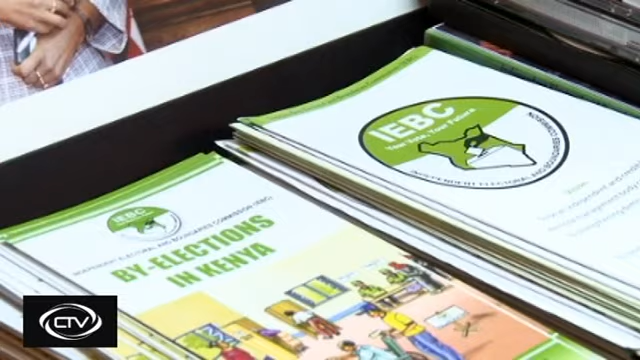 IEBC
Your Vote, Your Future
INDEPENDENT ELECTORAL AND BOUNDARIES COMMISSION
IEBC
INDEPENDENT ELECTORAL AND BOUNDARIES COMMISSION (IEBC)
BY-ELECTIONS
IN KENYA
CTV